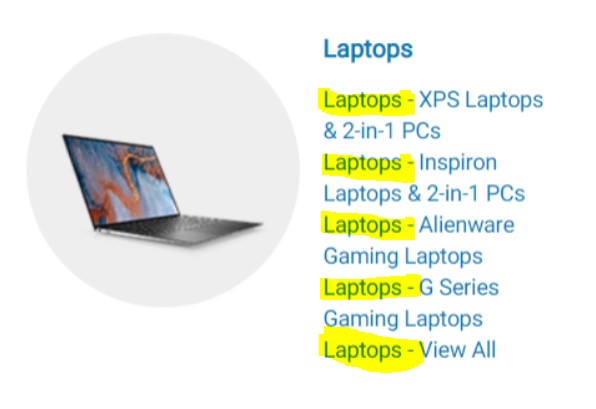 Laptops
Laptops - XPS Laptops
& 2-in-1 PCs
Laptops - Inspiron
Laptops & 2-in-1 PCs
Laptops - Alienware
Gaming Laptops
Laptops - G Series
Gaming Laptops
Laptops - View All